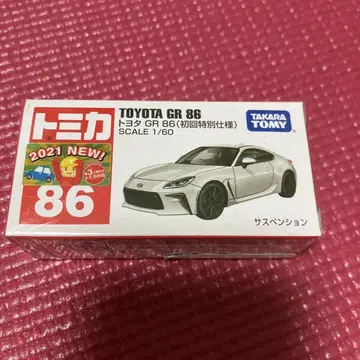 トミカ
2021 NEW!
86
TOYOTA GR 86
トヨタ GR 86(初回特別仕様)
SCALE 1/60
TAKARA
TOMY
サスペンション